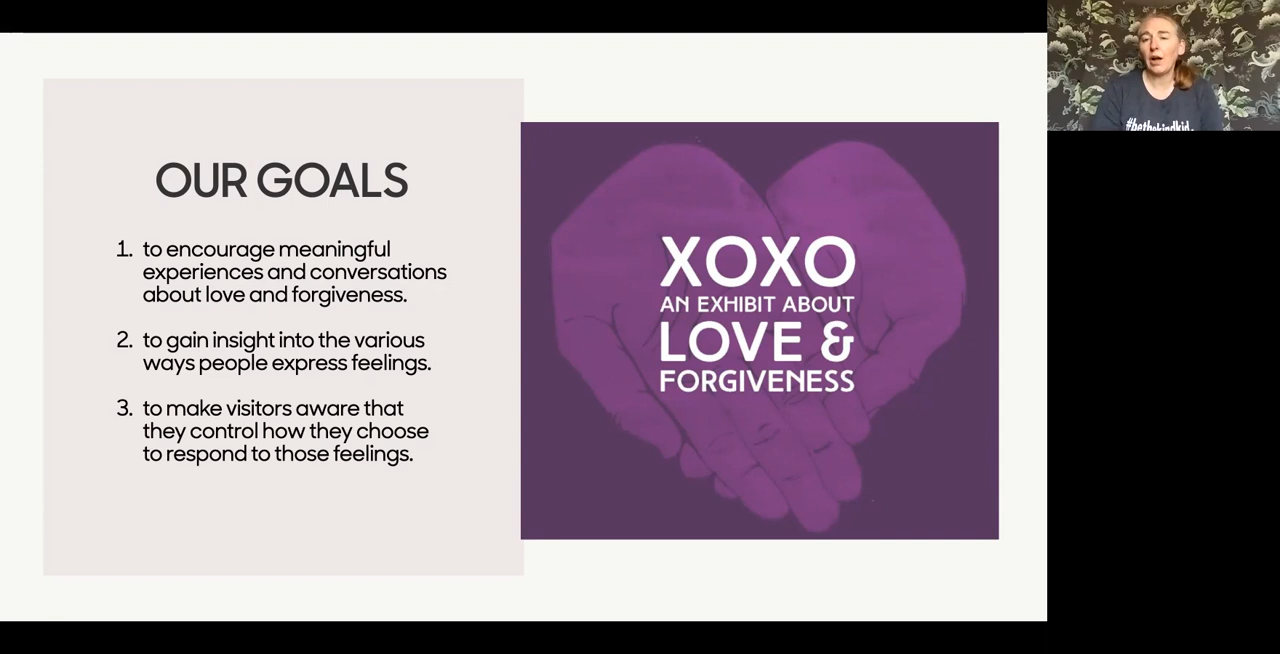 OUR GOALS
1. to encourage meaningful
experiences and conversations
about love and forgiveness.
2. to gain insight into the various
ways people express feelings.
3. to make visitors aware that
they control how they choose
to respond to those feelings.
XOXO
AN EXHIBIT ABOUT
LOVE &
FORGIVENESS
#bethekindkid